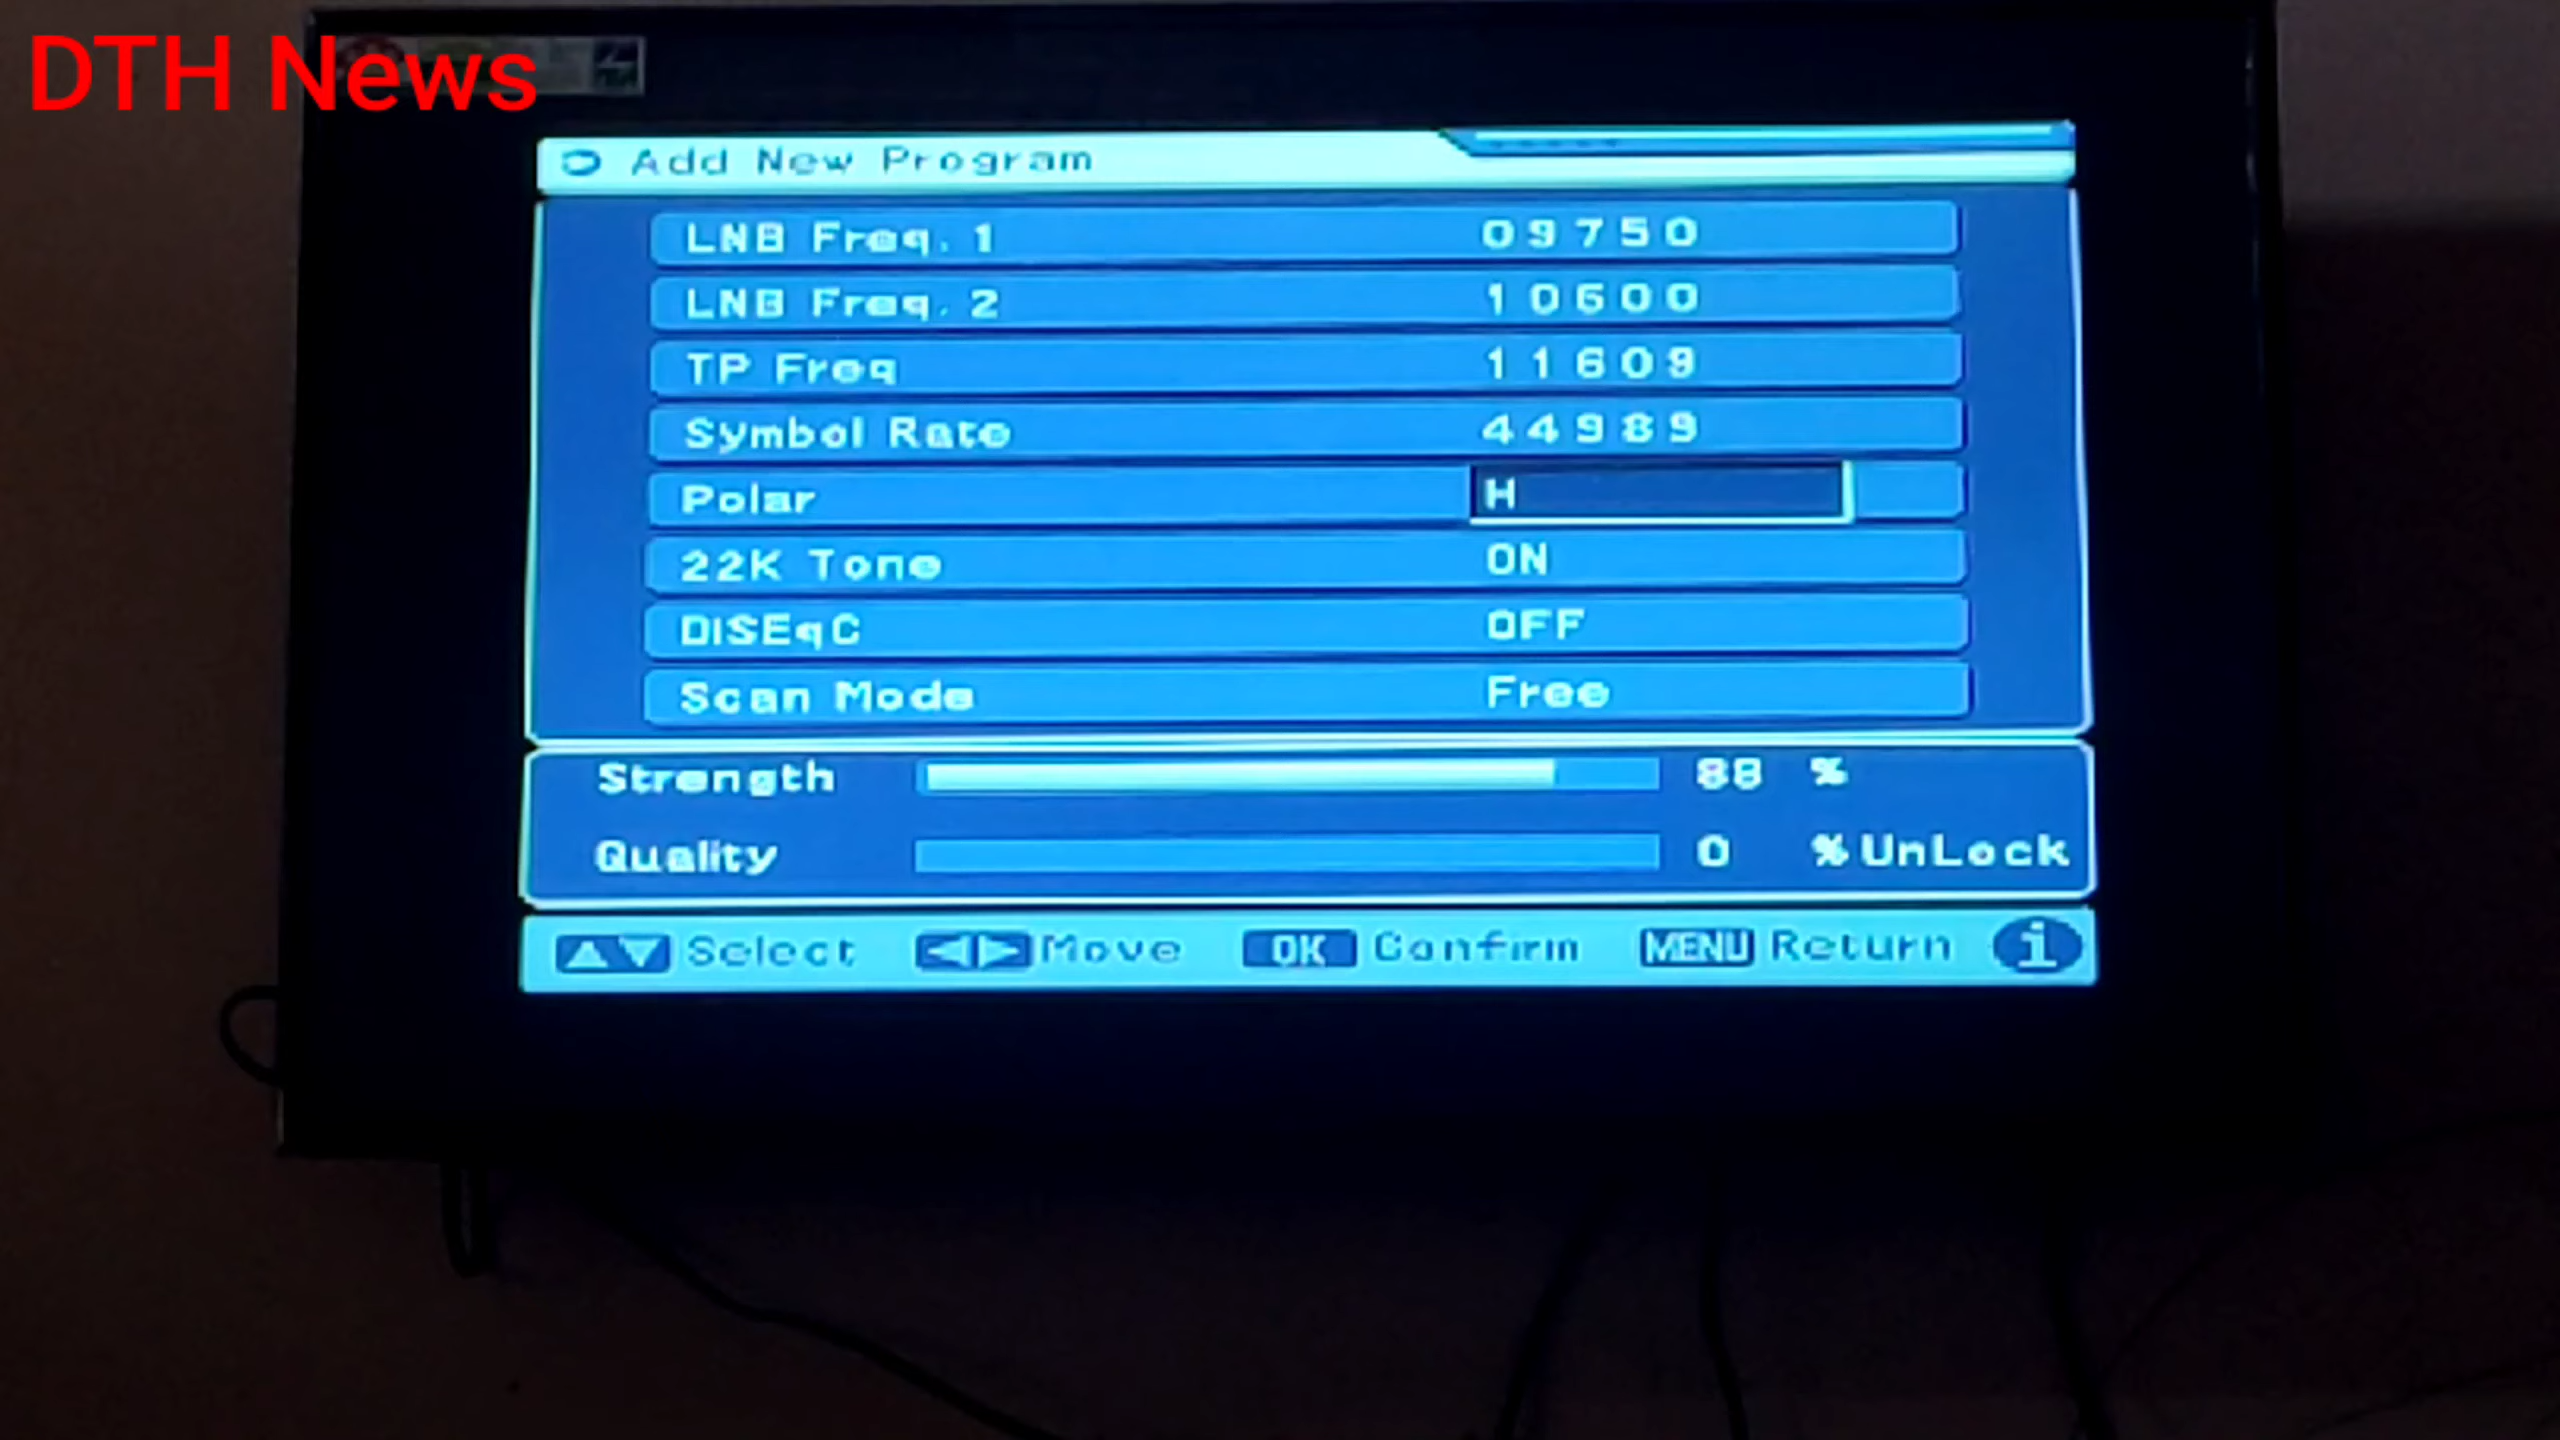 DTH News
Add New Program
LNB Freq. 1 09750
LNB Freq. 2 10600
TP Freq 11609
Symbol Rate 44989
Polar H
22K Tone ON
DISEqC OFF
Scan Mode Free
Strength 88 %
Quality 0 % UnLock
Select Move OK Confirm MENU Return i